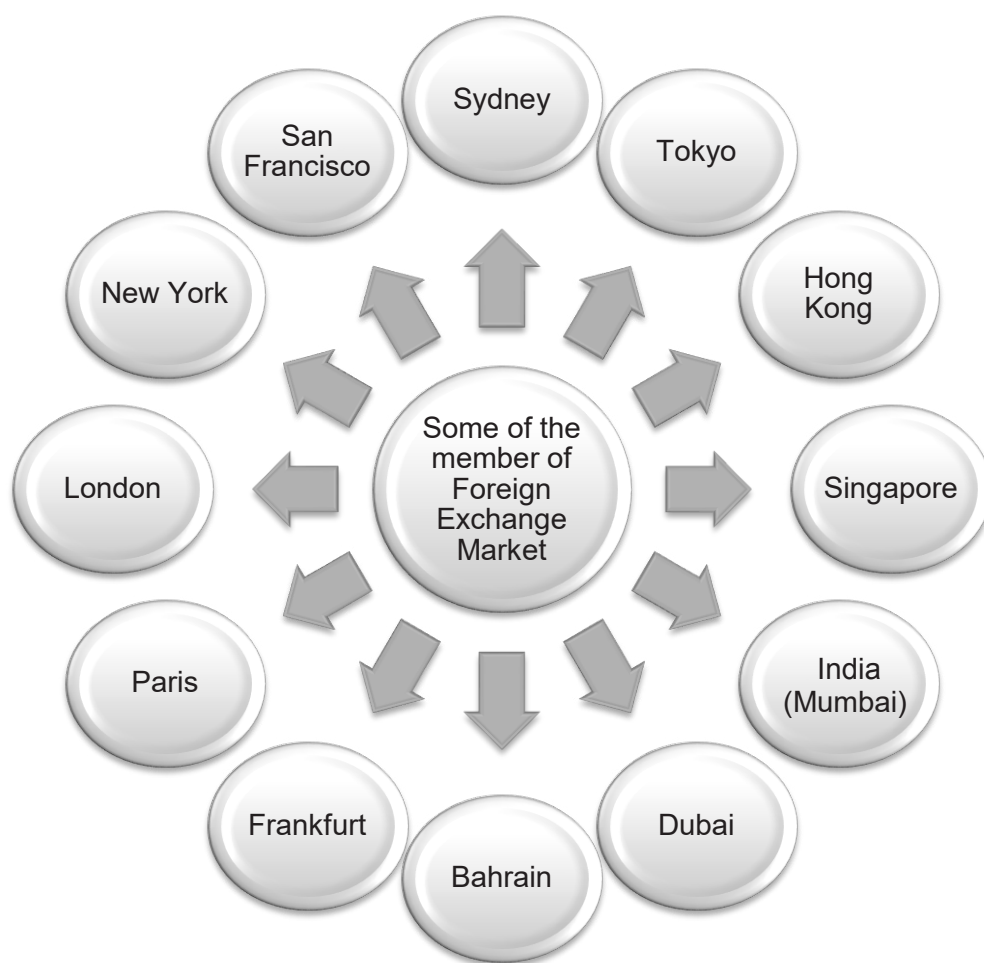 Sydney
Tokyo
Hong
Kong
Singapore
India
(Mumbai)
Dubai
Bahrain
Frankfurt
Paris
London
New York
San
Francisco
Some of the
member of
Foreign
Exchange
Market